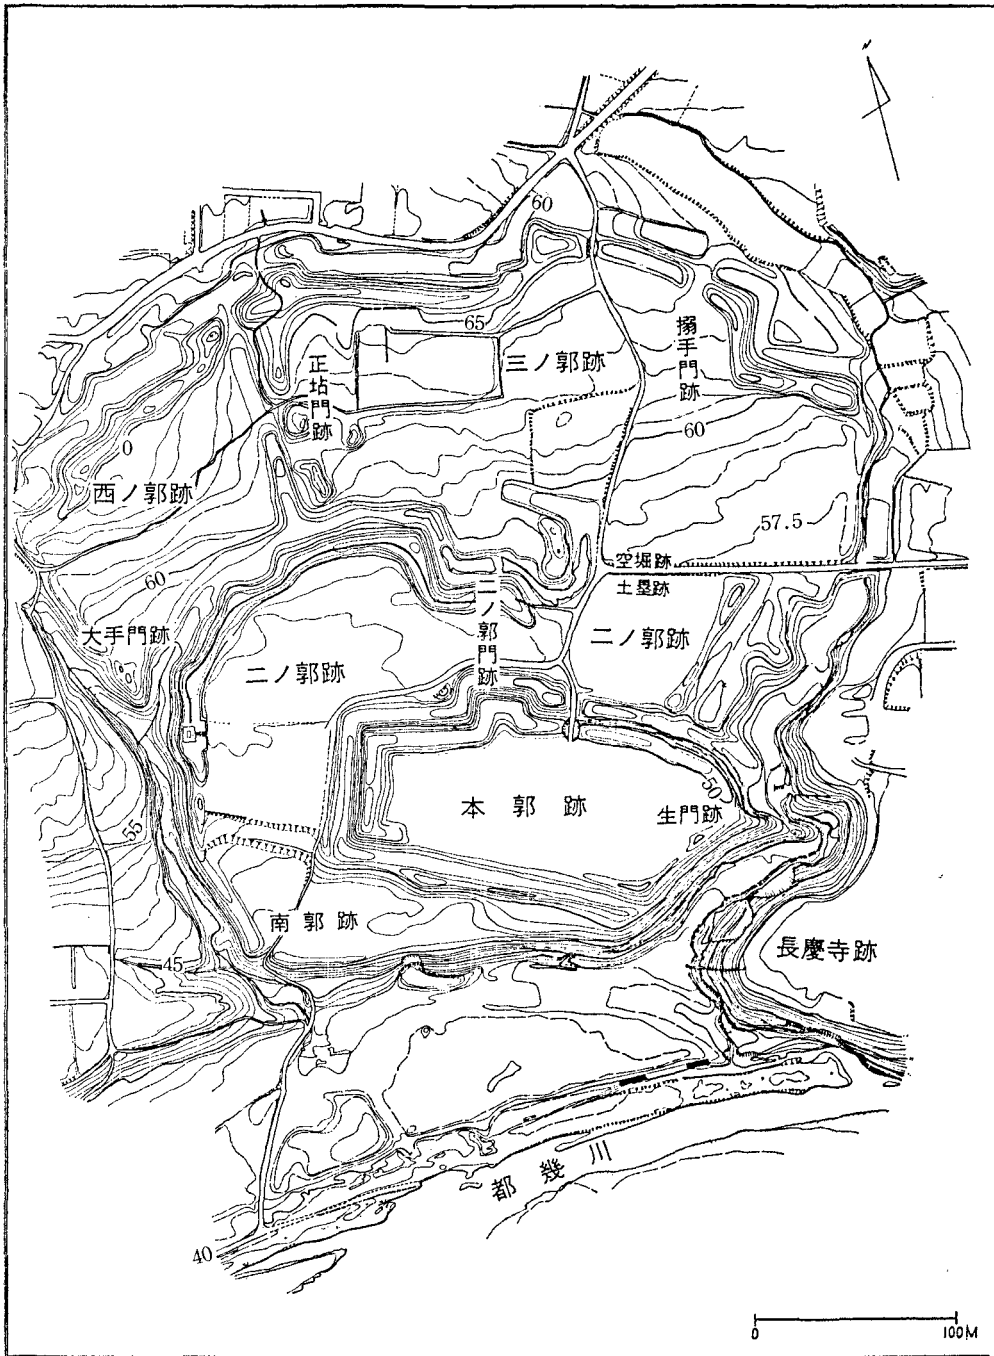 60
65
正坫門跡
三ノ郭跡
搦手門跡
60
0
西ノ郭跡
57.5
空堀跡
土塁跡
60
大手門跡
二ノ郭跡
二ノ郭門跡
二ノ郭跡
50
本郭跡
生門跡
55
南郭跡
長慶寺跡
45
都幾川
40
0 100M